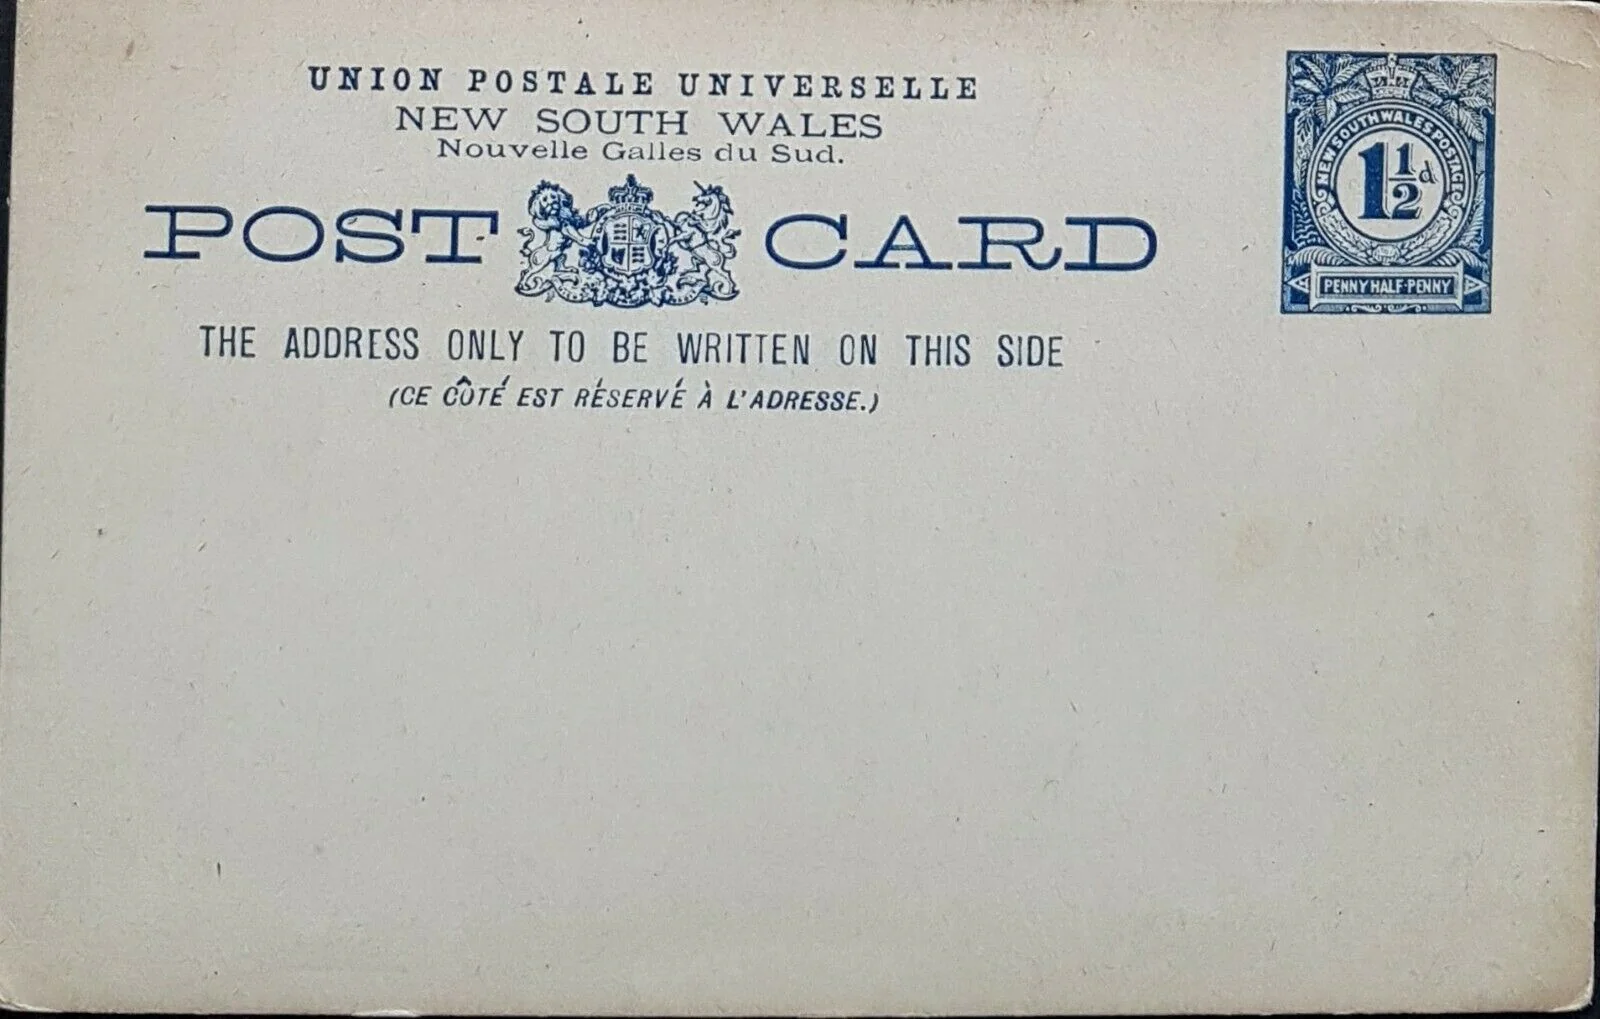 UNION POSTALE UNIVERSELLE
NEW SOUTH WALES
Nouvelle Galles du Sud.
POST CARD
THE ADDRESS ONLY TO BE WRITTEN ON THIS SIDE
(CE CÔTÉ EST RÉSERVÉ À L'ADRESSE.)
NEW SOUTH WALES POSTAGE
1½d
PENNY HALF-PENNY